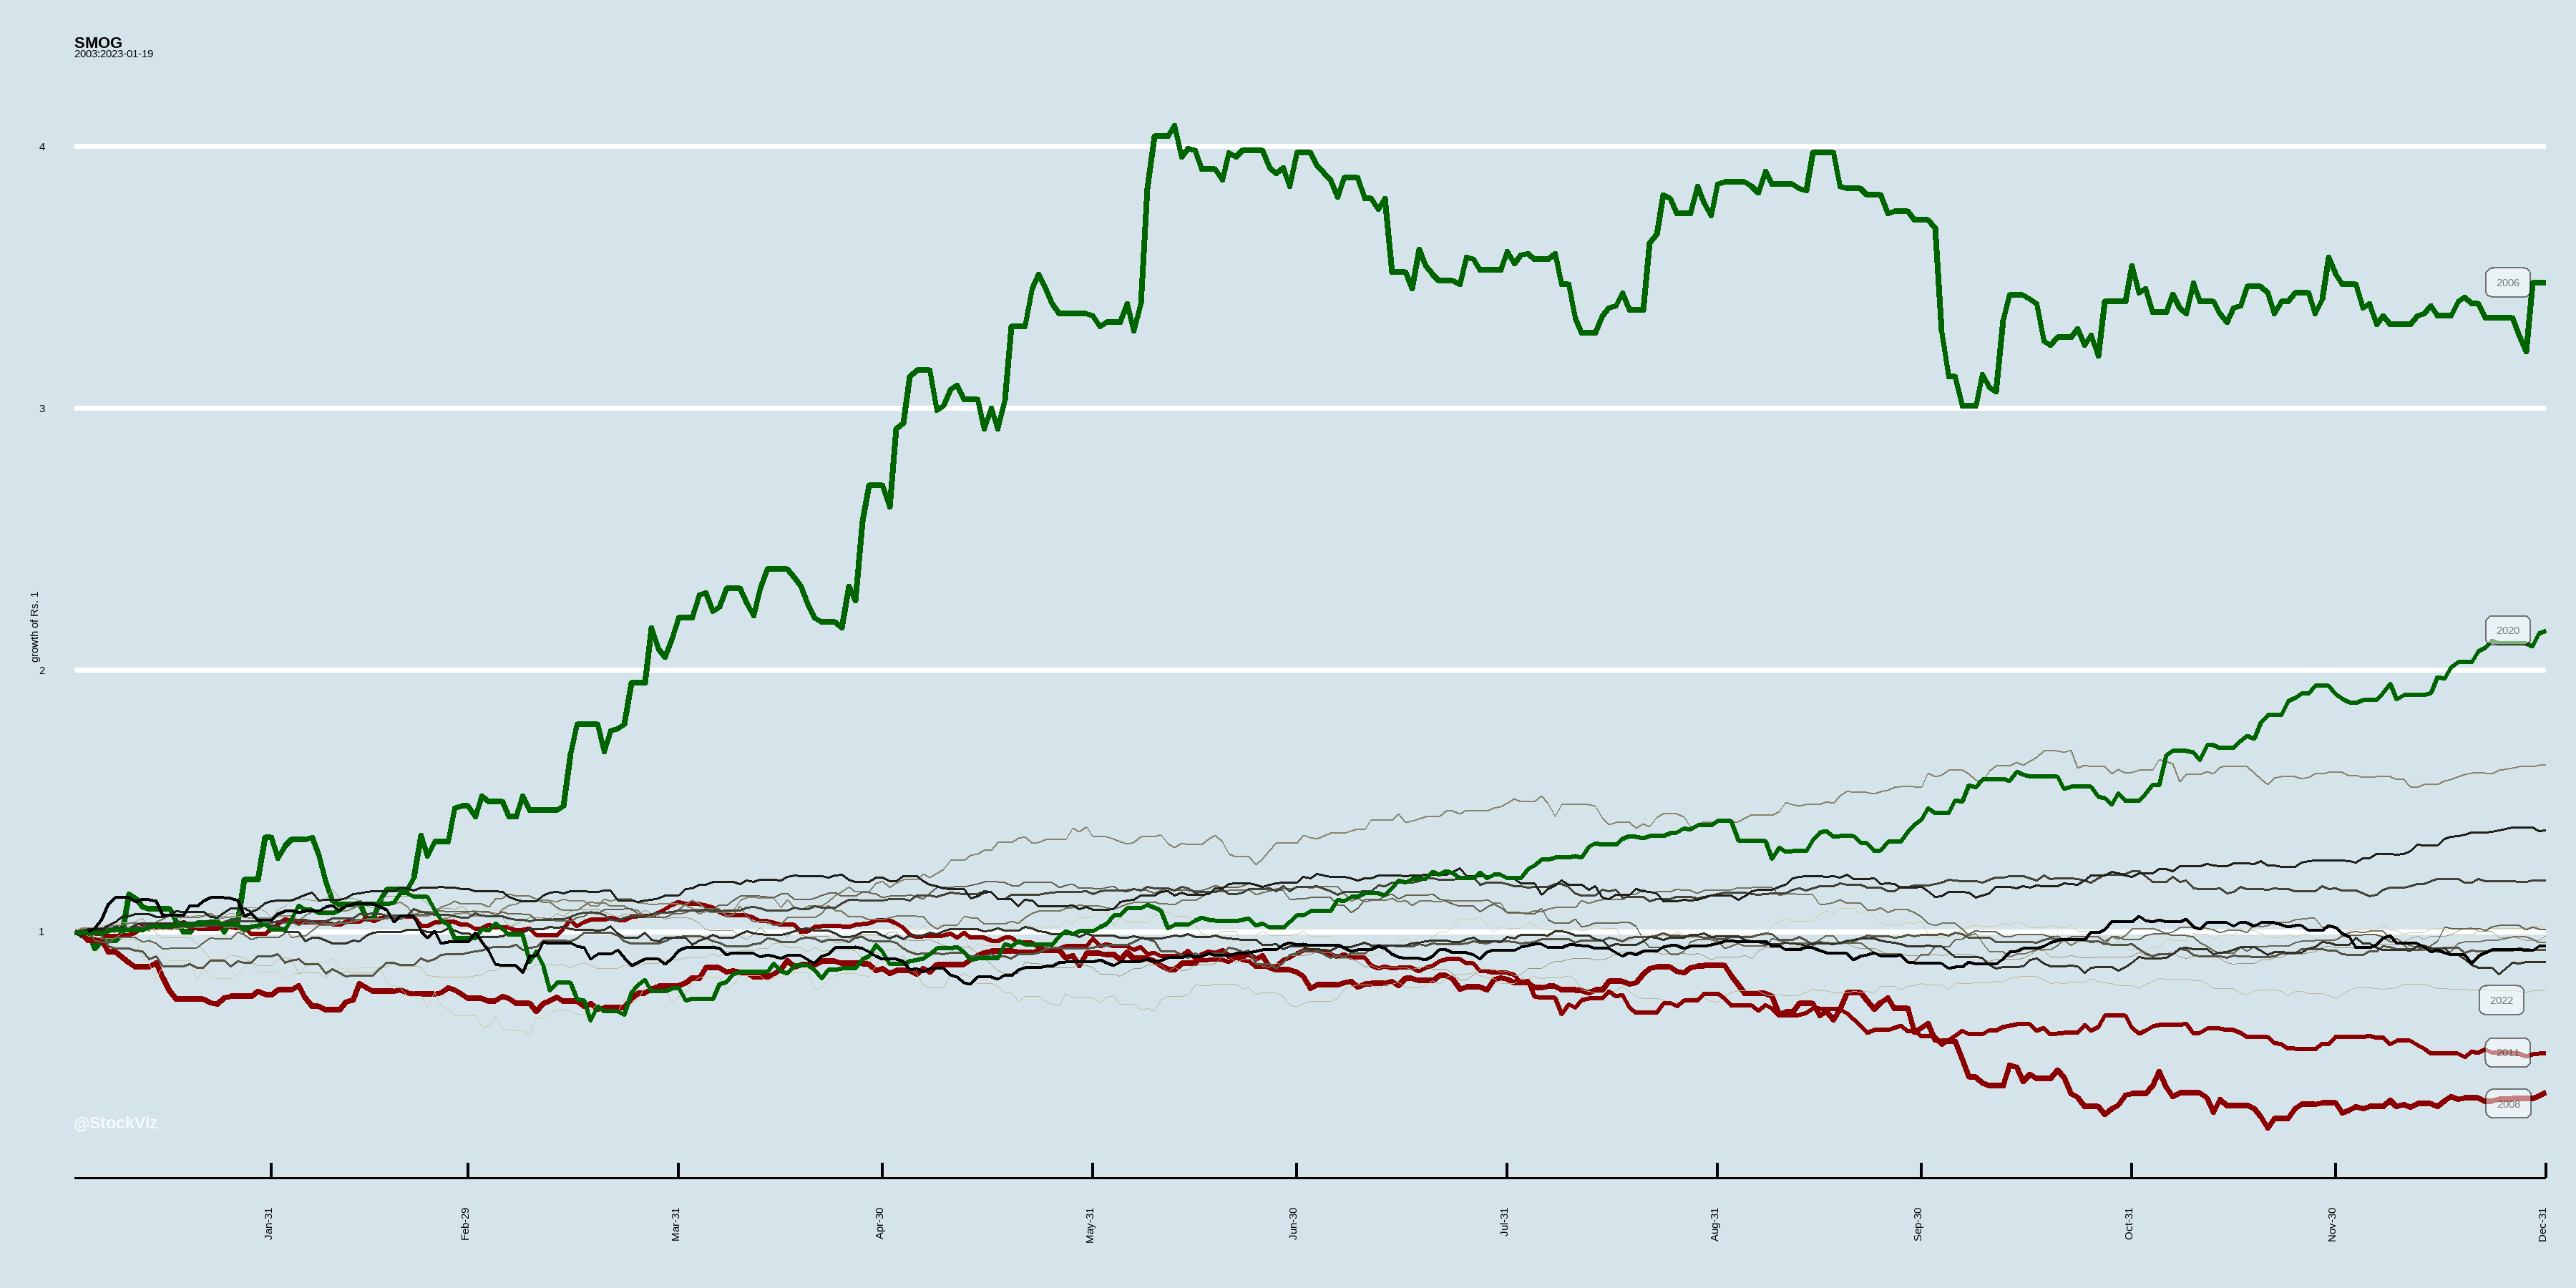 SMOG
2003:2023-01-19
4
3
2
1
growth of Rs. 1
2006
2020
2022
2011
2008
@StockViz
Jan-31
Feb-29
Mar-31
Apr-30
May-31
Jun-30
Jul-31
Aug-31
Sep-30
Oct-31
Nov-30
Dec-31